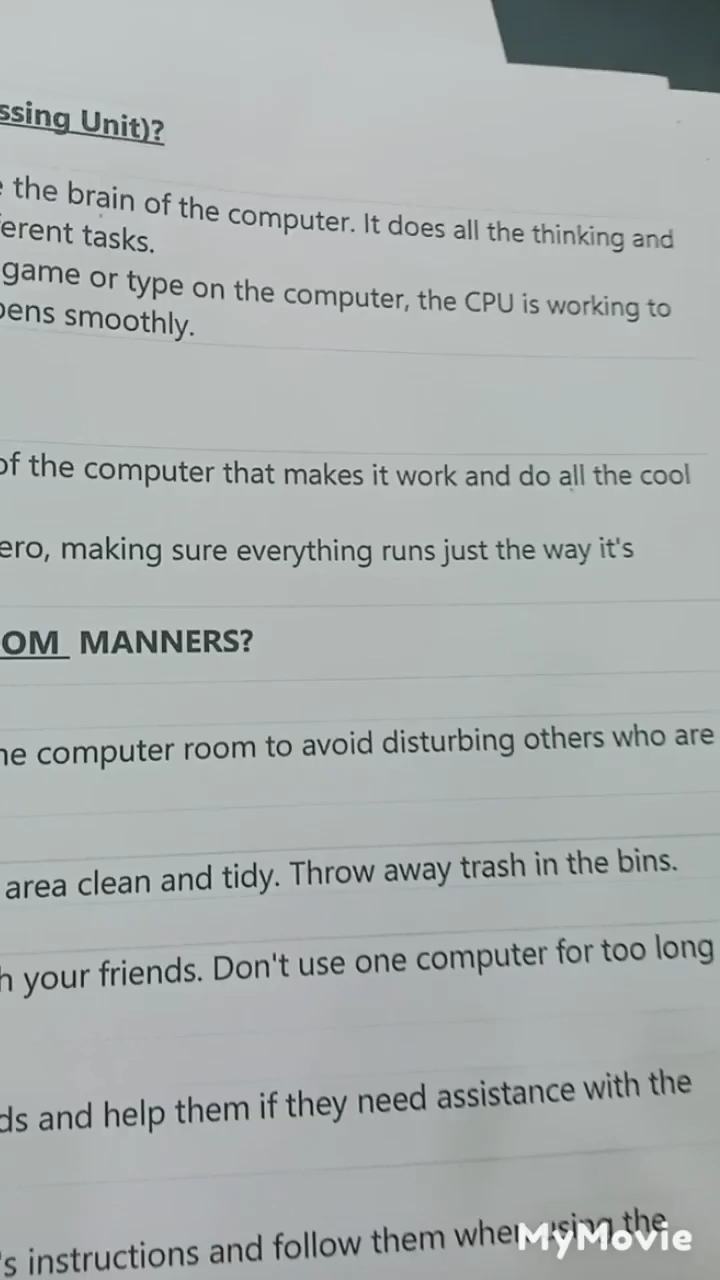 ssing Unit)?
the brain of the computer. It does all the thinking and
erent tasks.
game or type on the computer, the CPU is working to
pens smoothly.
of the computer that makes it work and do all the cool
ero, making sure everything runs just the way it's
OM MANNERS?
he computer room to avoid disturbing others who are
area clean and tidy. Throw away trash in the bins.
h your friends. Don't use one computer for too long
ds and help them if they need assistance with the
's instructions and follow them when using the
MyMovie